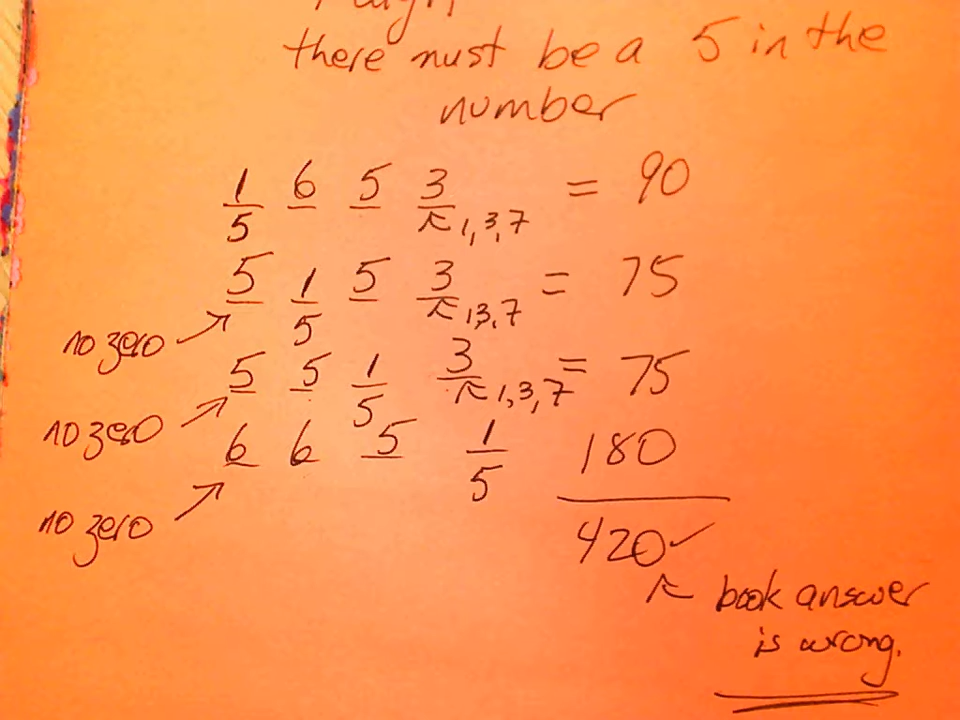 there must be a 5 in the
number
1/5 6 5 3 ↖ 1,3,7 = 90
5 1/5 5 3 ↖ 1,3,7 = 75
no zero →
5 5 1/5 3 ↖ 1,3,7 = 75
no zero →
6 6 5 1/5 180
no zero →
420 ✓
↖ book answer
is wrong.